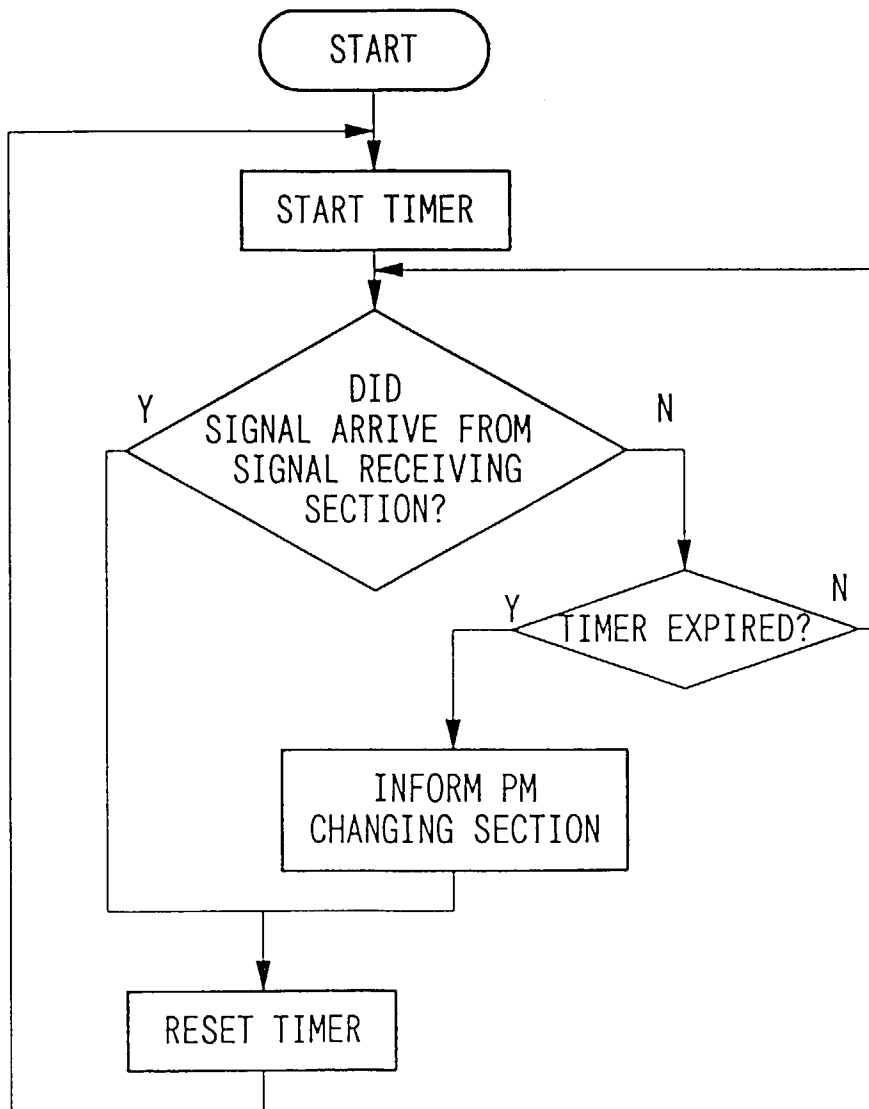 START
START TIMER
Y
N
DID
SIGNAL ARRIVE FROM
SIGNAL RECEIVING
SECTION?
Y
N
TIMER EXPIRED?
INFORM PM
CHANGING SECTION
RESET TIMER